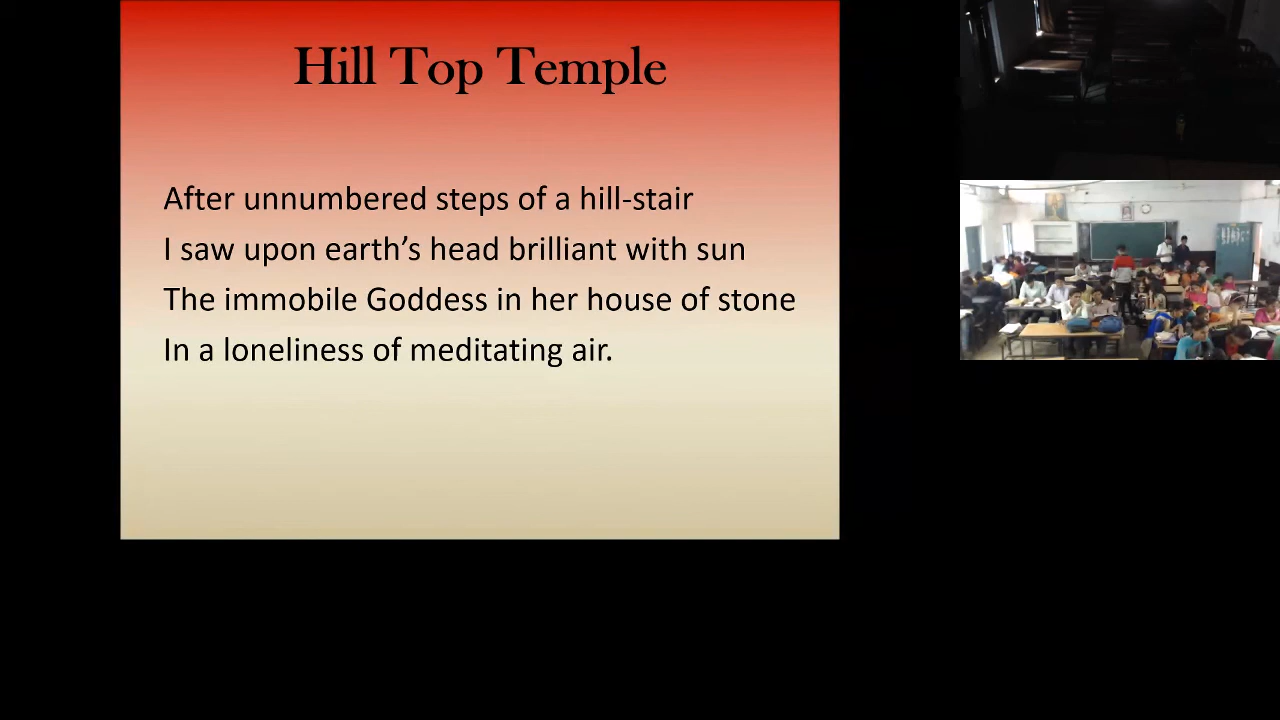 Hill Top Temple
After unnumbered steps of a hill-stair
I saw upon earth’s head brilliant with sun
The immobile Goddess in her house of stone
In a loneliness of meditating air.